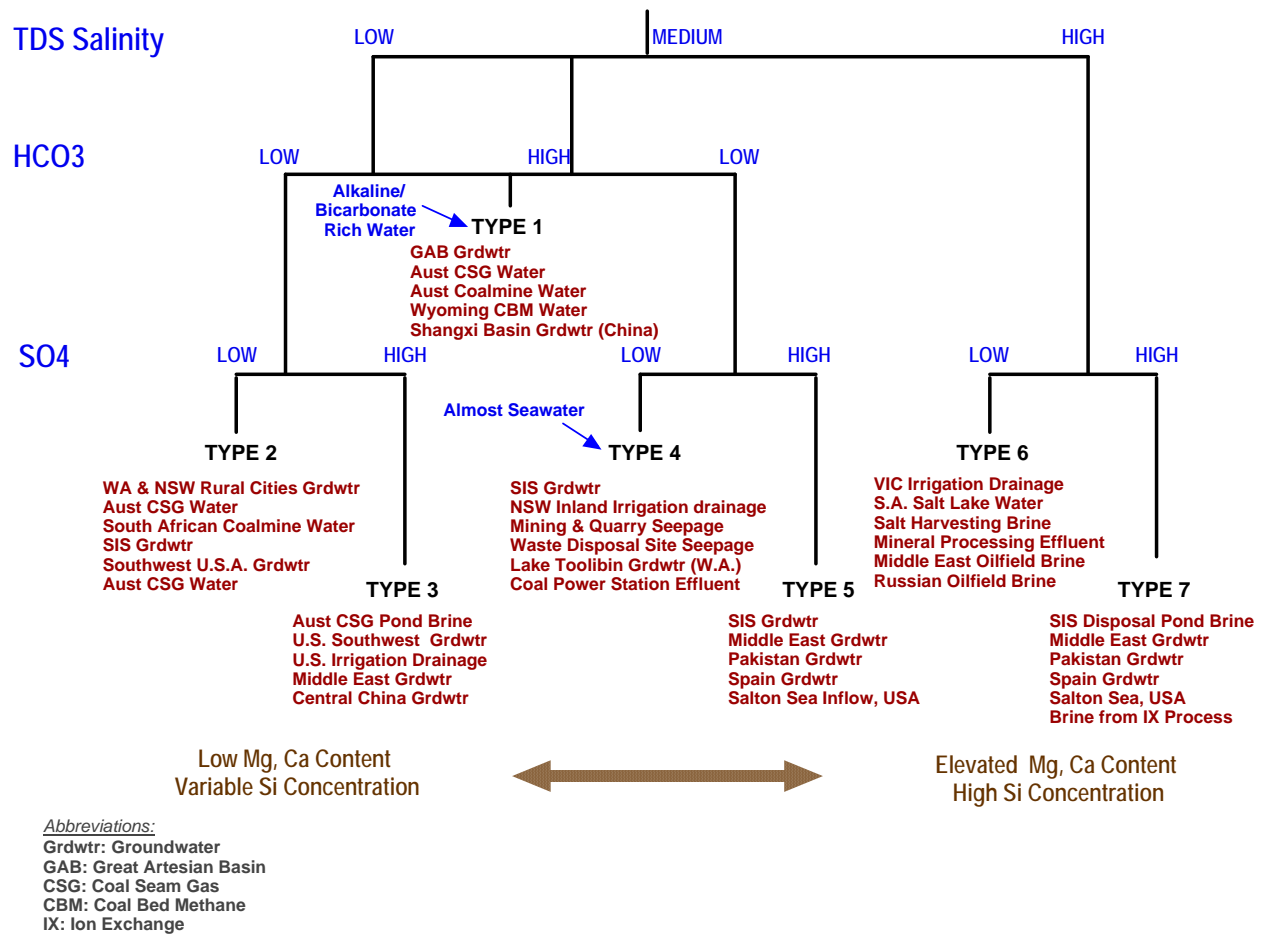 TDS Salinity
LOW
MEDIUM
HIGH
HCO3
LOW
HIGH
LOW
Alkaline/
Bicarbonate
Rich Water
TYPE 1
GAB Grdwtr
Aust CSG Water
Aust Coalmine Water
Wyoming CBM Water
Shangxi Basin Grdwtr (China)
SO4
LOW
HIGH
LOW
HIGH
LOW
HIGH
Almost Seawater
TYPE 2
WA & NSW Rural Cities Grdwtr
Aust CSG Water
South African Coalmine Water
SIS Grdwtr
Southwest U.S.A. Grdwtr
Aust CSG Water
TYPE 3
Aust CSG Pond Brine
U.S. Southwest Grdwtr
U.S. Irrigation Drainage
Middle East Grdwtr
Central China Grdwtr
TYPE 4
SIS Grdwtr
NSW Inland Irrigation drainage
Mining & Quarry Seepage
Waste Disposal Site Seepage
Lake Toolibin Grdwtr (W.A.)
Coal Power Station Effluent
TYPE 5
SIS Grdwtr
Middle East Grdwtr
Pakistan Grdwtr
Spain Grdwtr
Salton Sea Inflow, USA
TYPE 6
VIC Irrigation Drainage
S.A. Salt Lake Water
Salt Harvesting Brine
Mineral Processing Effluent
Middle East Oilfield Brine
Russian Oilfield Brine
TYPE 7
SIS Disposal Pond Brine
Middle East Grdwtr
Pakistan Grdwtr
Spain Grdwtr
Salton Sea, USA
Brine from IX Process
Low Mg, Ca Content
Variable Si Concentration
Elevated Mg, Ca Content
High Si Concentration
Abbreviations:
Grdwtr: Groundwater
GAB: Great Artesian Basin
CSG: Coal Seam Gas
CBM: Coal Bed Methane
IX: Ion Exchange